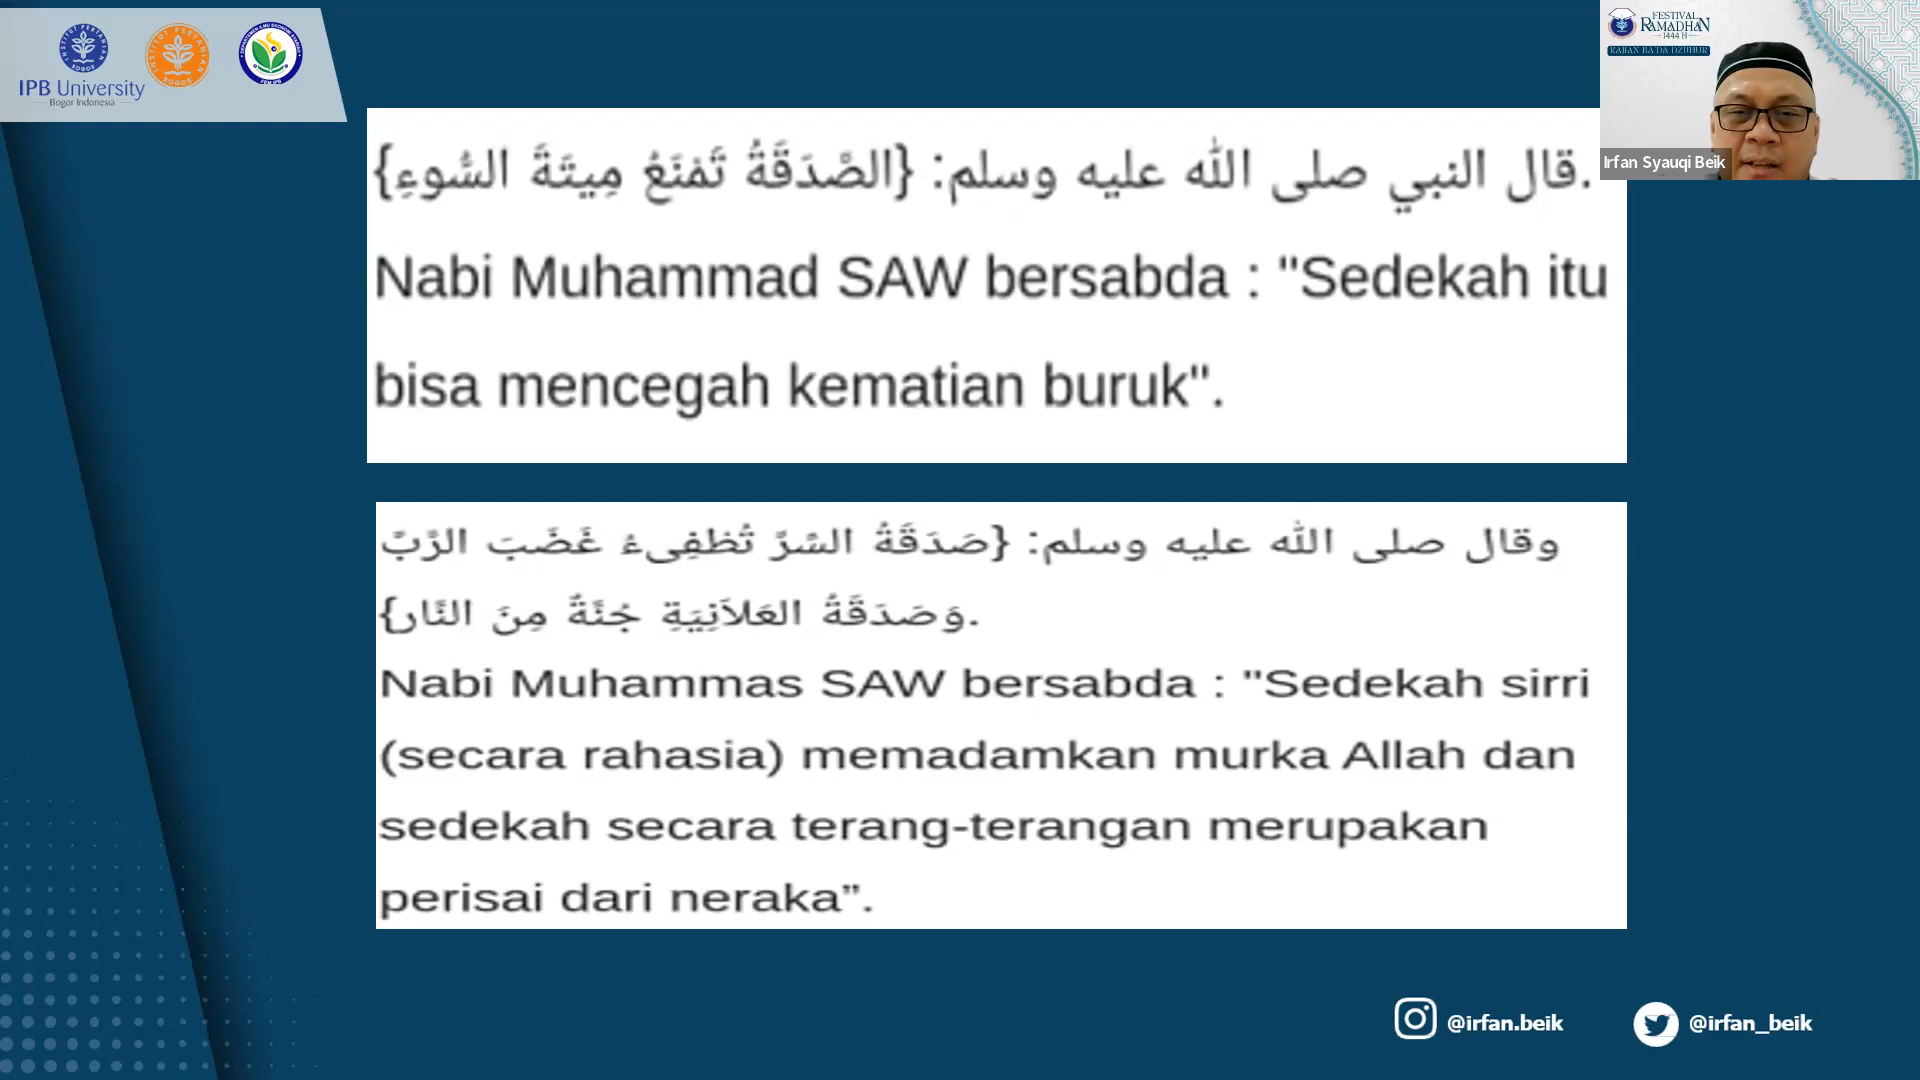 IPB University
Bogor Indonesia
FESTIVAL
RAMADHAN
1444 H
KAJIAN BA'DA DZUHUR
Irfan Syauqi Beik
قال النبي صلى الله عليه وسلم: {الصَّدَقَةُ تَمْنَعُ مِيتَةَ السُّوءِ}.
Nabi Muhammad SAW bersabda : "Sedekah itu
bisa mencegah kematian buruk".
وقال صلى الله عليه وسلم: {صَدَقَةُ السِّرِّ تُطْفِىءُ غَضَبَ الرَّبِّ
وَصَدَقَةُ العَلاَنِيَةِ جُنَّةٌ مِنَ النَّار}.
Nabi Muhammas SAW bersabda : "Sedekah sirri
(secara rahasia) memadamkan murka Allah dan
sedekah secara terang-terangan merupakan
perisai dari neraka".
@irfan.beik
@irfan_beik